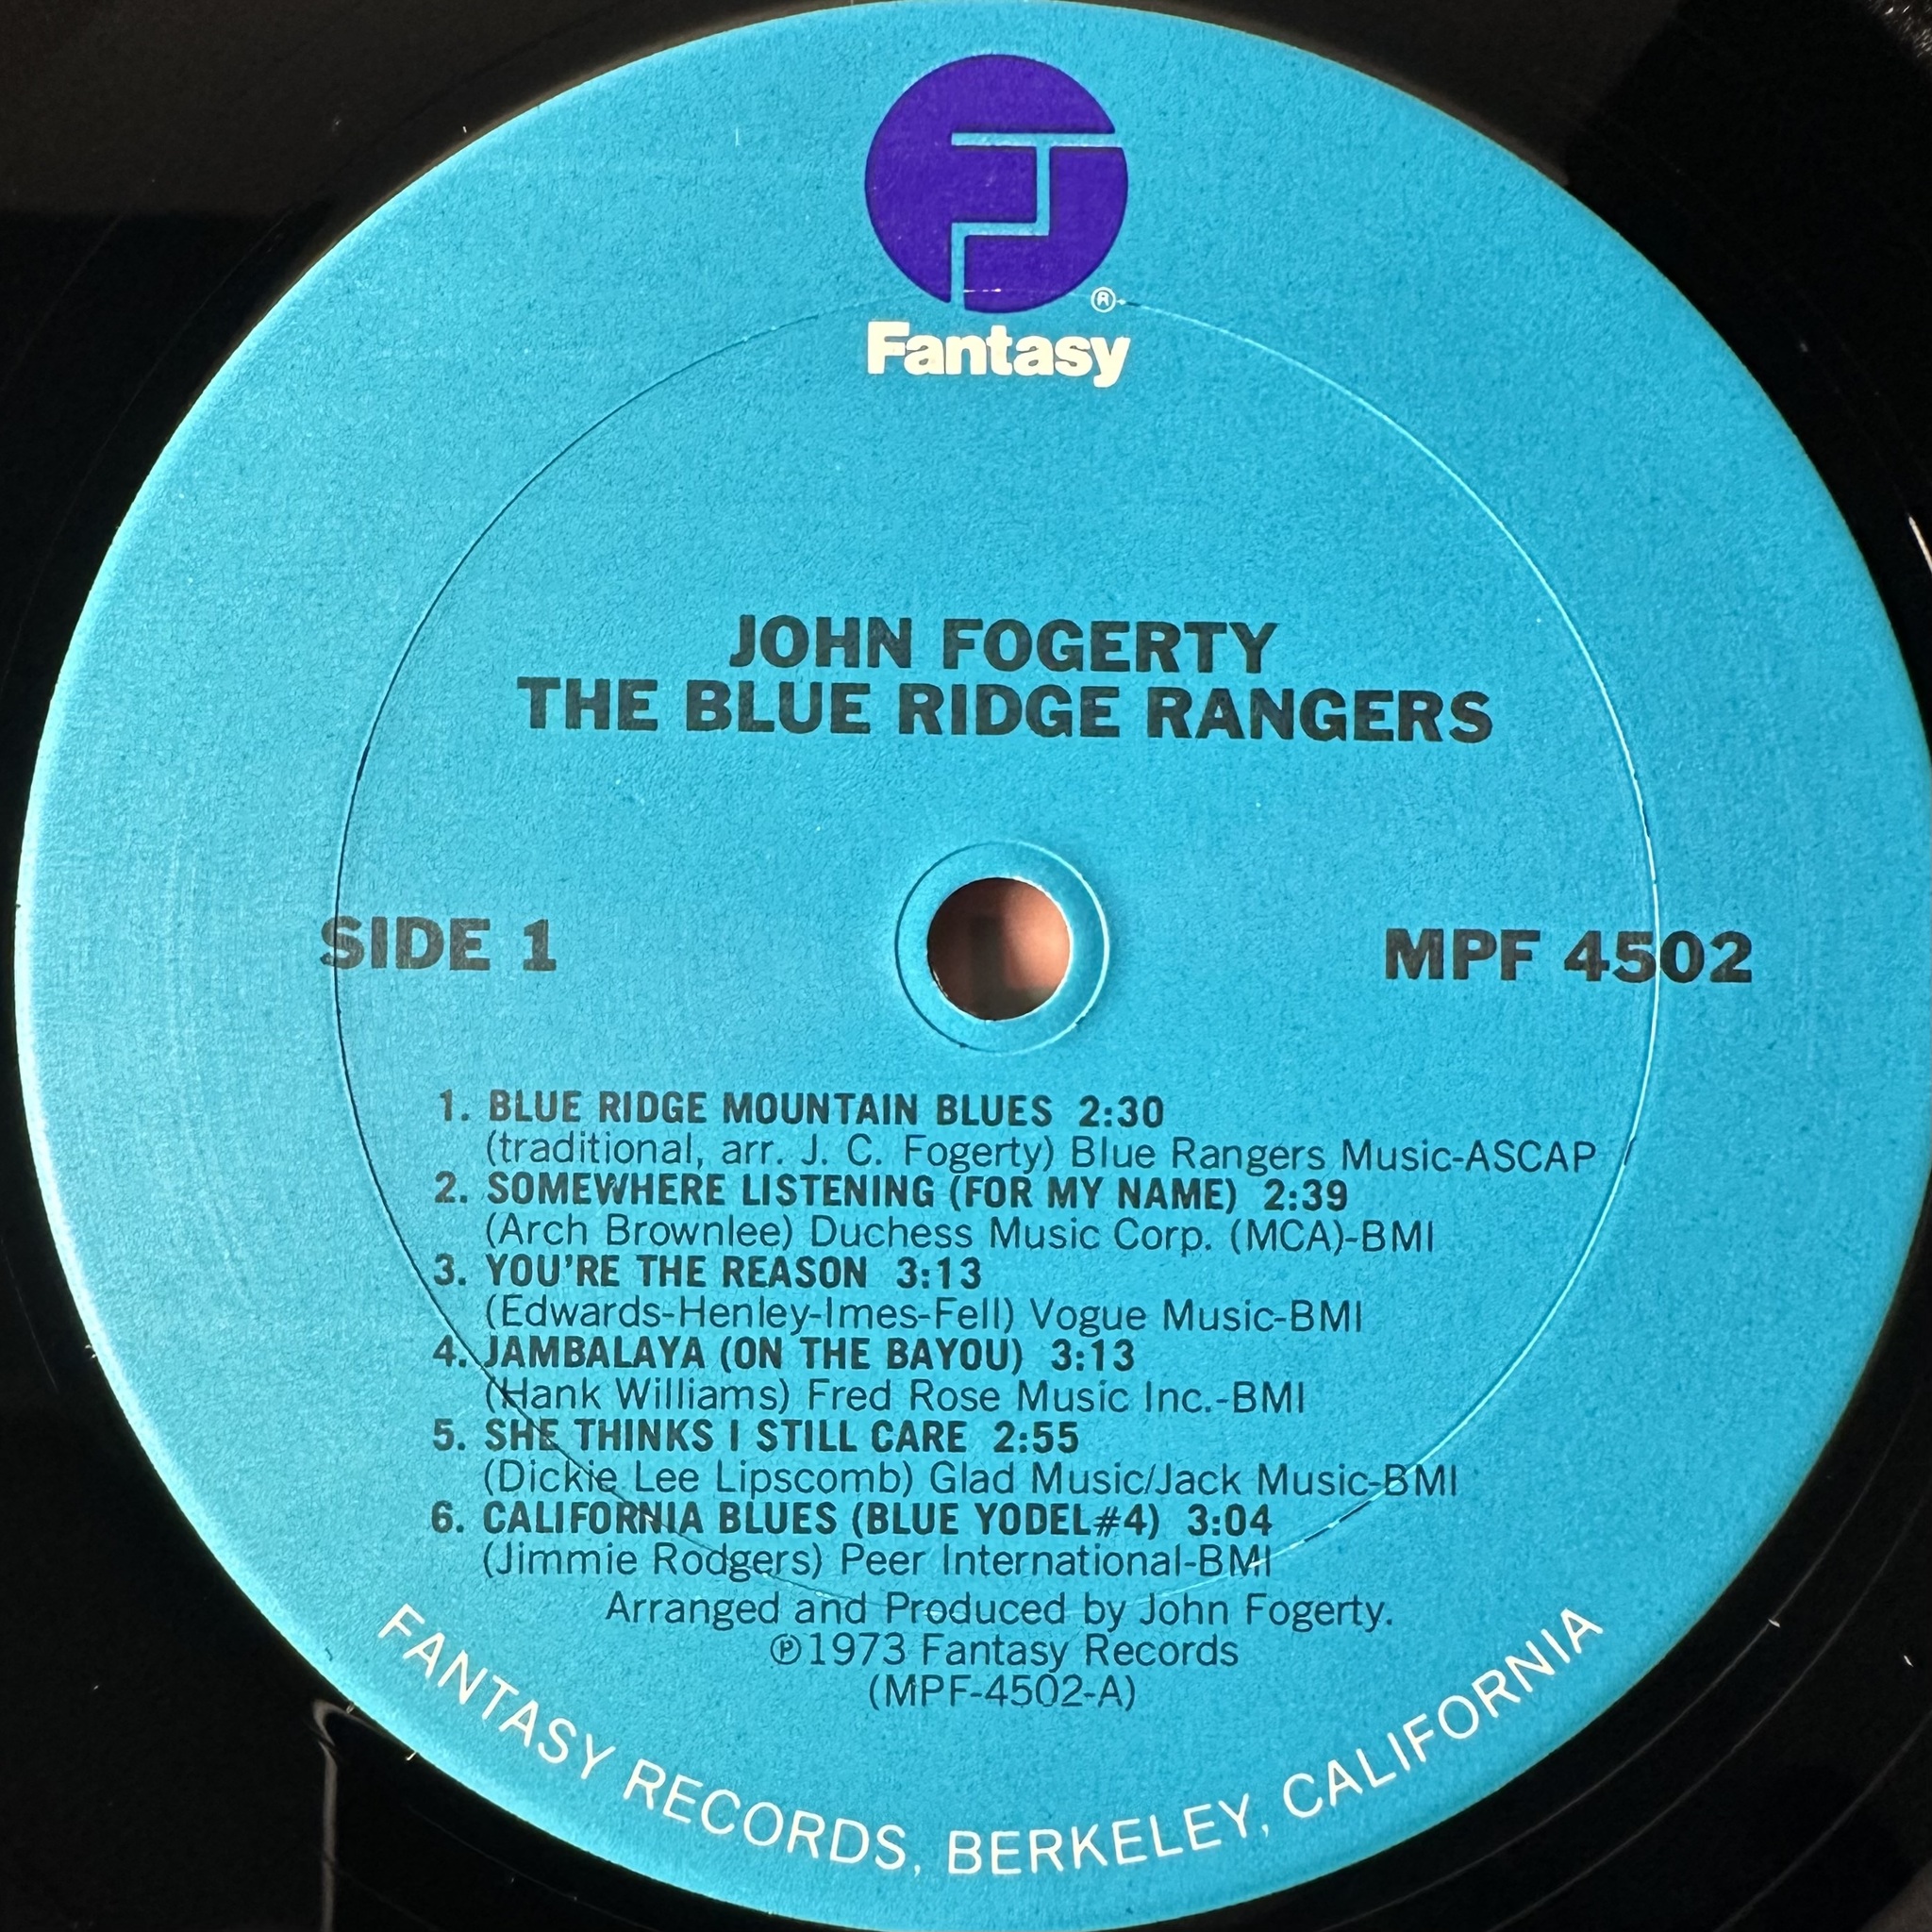 ®
Fantasy
JOHN FOGERTY
THE BLUE RIDGE RANGERS
SIDE 1
MPF 4502
1. BLUE RIDGE MOUNTAIN BLUES 2:30
(traditional, arr. J. C. Fogerty) Blue Rangers Music-ASCAP
2. SOMEWHERE LISTENING (FOR MY NAME) 2:39
(Arch Brownlee) Duchess Music Corp. (MCA)-BMI
3. YOU'RE THE REASON 3:13
(Edwards-Henley-Imes-Fell) Vogue Music-BMI
4. JAMBALAYA (ON THE BAYOU) 3:13
(Hank Williams) Fred Rose Music Inc.-BMI
5. SHE THINKS I STILL CARE 2:55
(Dickie Lee Lipscomb) Glad Music/Jack Music-BMI
6. CALIFORNIA BLUES (BLUE YODEL#4) 3:04
(Jimmie Rodgers) Peer International-BMI
Arranged and Produced by John Fogerty.
℗1973 Fantasy Records
(MPF-4502-A)
FANTASY RECORDS, BERKELEY, CALIFORNIA